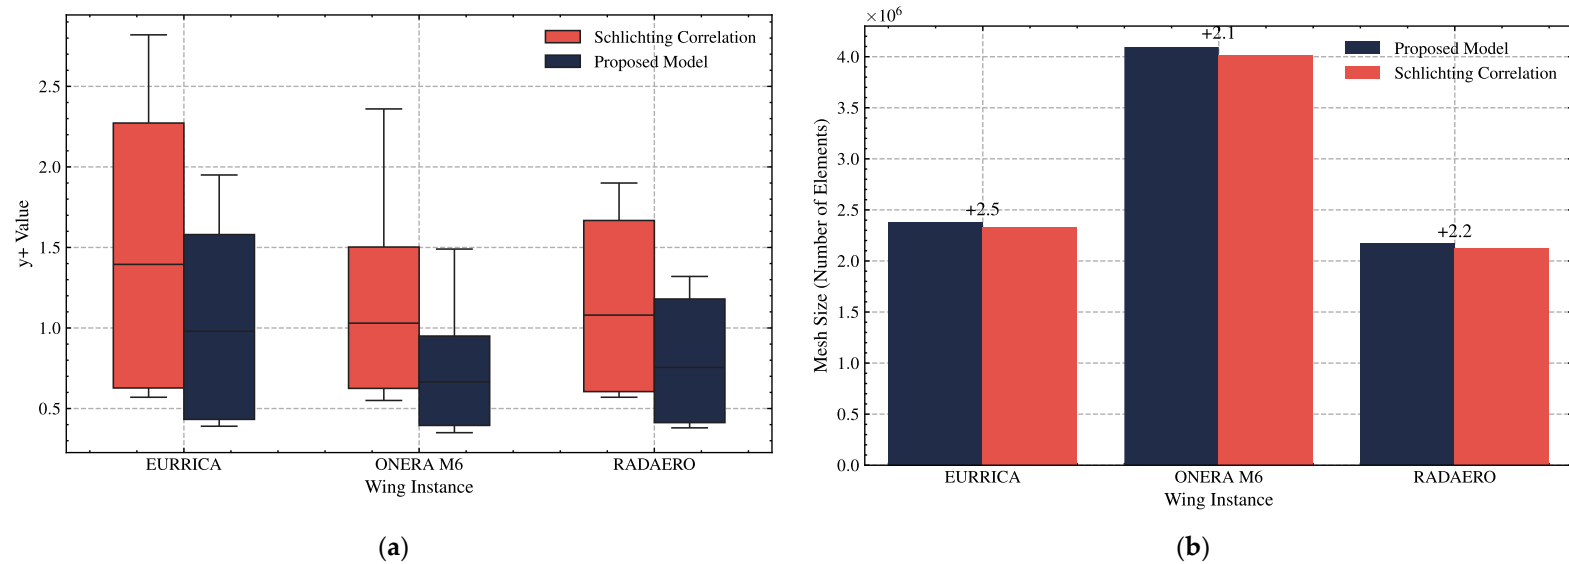 Schlichting Correlation
Proposed Model
2.5
2.0
1.5
1.0
0.5
y+ Value
EURRICA
ONERA M6
RADAERO
Wing Instance
(a)
×10⁶
+2.1
Proposed Model
Schlichting Correlation
4.0
3.5
3.0
2.5
2.0
1.5
1.0
0.5
0.0
Mesh Size (Number of Elements)
+2.5
+2.2
EURRICA
ONERA M6
RADAERO
Wing Instance
(b)